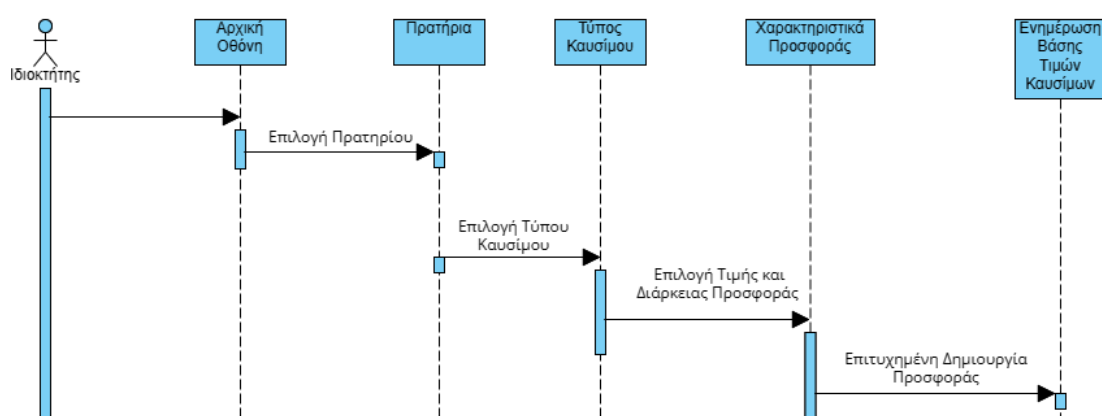 Ιδιοκτήτης
Αρχική
Οθόνη
Πρατήρια
Τύπος
Καυσίμου
Χαρακτηριστικά
Προσφοράς
Ενημέρωση
Βάσης
Τιμών
Καυσίμων
Επιλογή Πρατηρίου
Επιλογή Τύπου
Καυσίμου
Επιλογή Τιμής και
Διάρκειας Προσφοράς
Επιτυχημένη Δημιουργία
Προσφοράς